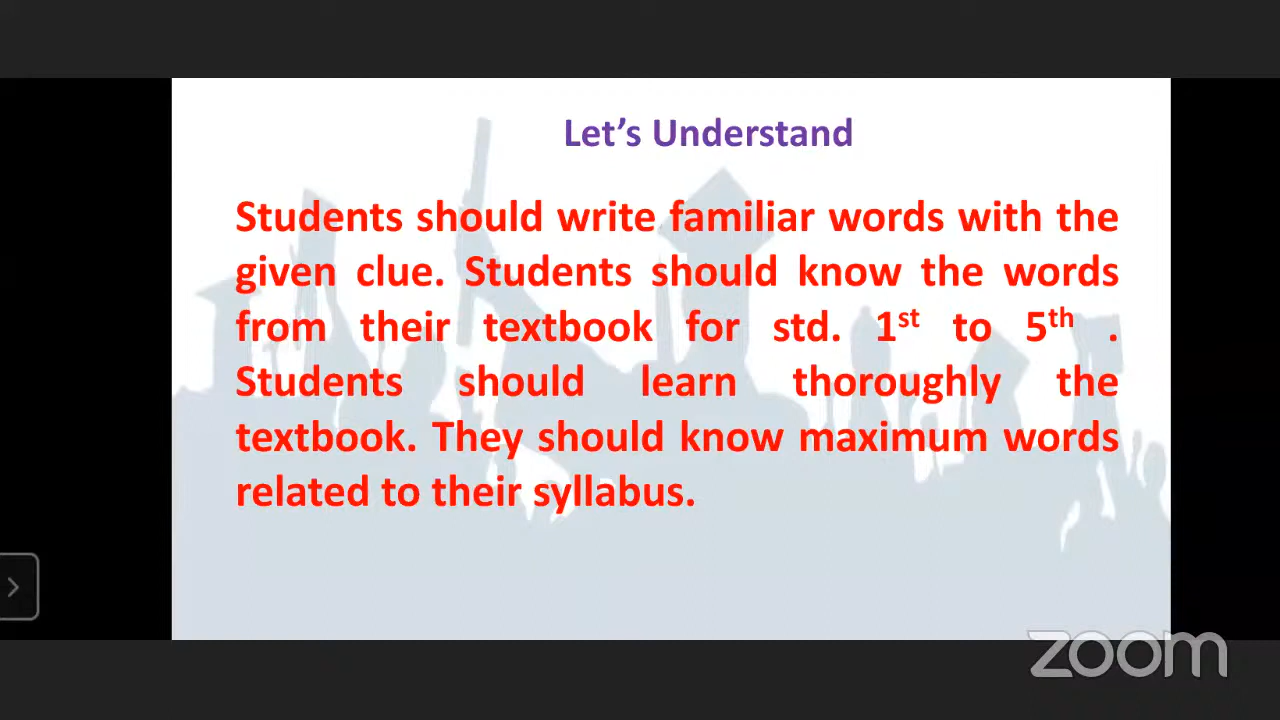 Let’s Understand
Students should write familiar words with the
given clue. Students should know the words
from their textbook for std. 1st to 5th .
Students should learn thoroughly the
textbook. They should know maximum words
related to their syllabus.
zoom